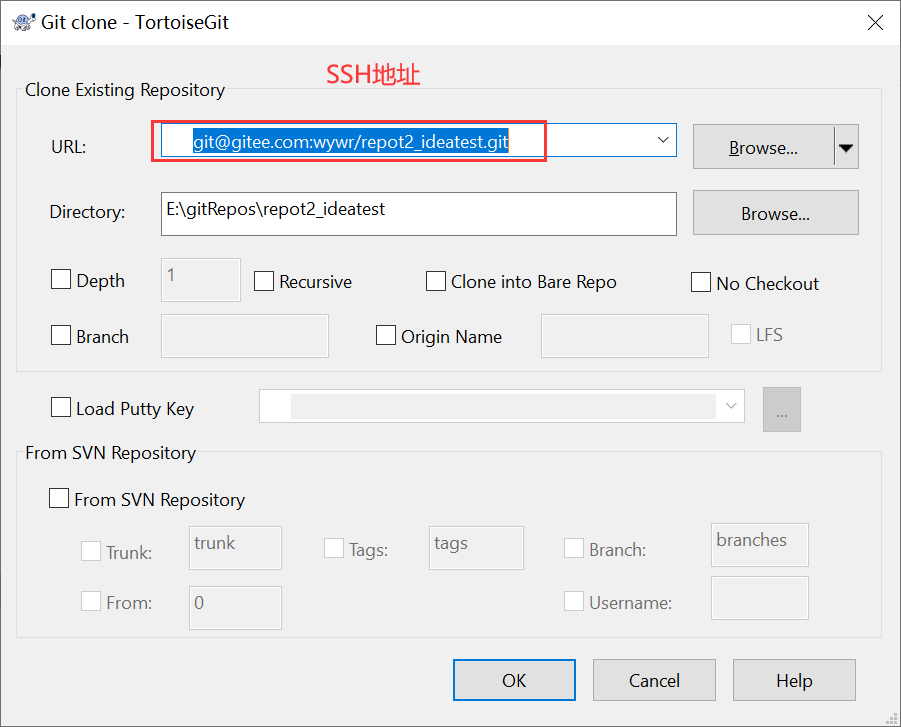 Git clone - TortoiseGit
SSH地址
Clone Existing Repository
URL: git@gitee.com:wywr/repot2_ideatest.git Browse...
Directory: E:\gitRepos\repot2_ideatest Browse...
Depth 1 Recursive Clone into Bare Repo No Checkout
Branch Origin Name LFS
Load Putty Key ...
From SVN Repository
From SVN Repository
Trunk: trunk Tags: tags Branch: branches
From: 0 Username:
OK Cancel Help